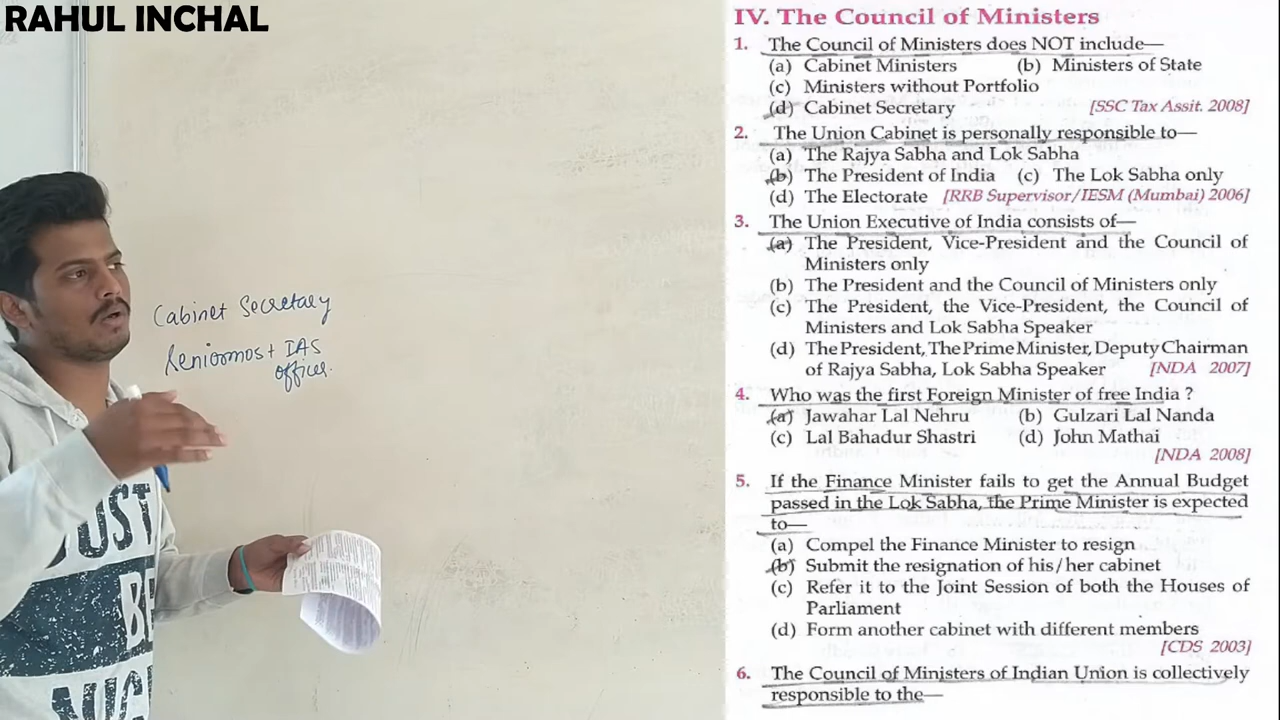 RAHUL INCHAL
Cabinet Secretary
Seniormost IAS
officer.
UST
BE
NICE
IV. The Council of Ministers
1. The Council of Ministers does NOT include—
(a) Cabinet Ministers (b) Ministers of State
(c) Ministers without Portfolio
(d) Cabinet Secretary [SSC Tax Assit. 2008]
2. The Union Cabinet is personally responsible to—
(a) The Rajya Sabha and Lok Sabha
(b) The President of India (c) The Lok Sabha only
(d) The Electorate [RRB Supervisor/IESM (Mumbai) 2006]
3. The Union Executive of India consists of—
(a) The President, Vice-President and the Council of
Ministers only
(b) The President and the Council of Ministers only
(c) The President, the Vice-President, the Council of
Ministers and Lok Sabha Speaker
(d) The President, The Prime Minister, Deputy Chairman
of Rajya Sabha, Lok Sabha Speaker [NDA 2007]
4. Who was the first Foreign Minister of free India ?
(a) Jawahar Lal Nehru (b) Gulzari Lal Nanda
(c) Lal Bahadur Shastri (d) John Mathai
[NDA 2008]
5. If the Finance Minister fails to get the Annual Budget
passed in the Lok Sabha, the Prime Minister is expected
to—
(a) Compel the Finance Minister to resign
(b) Submit the resignation of his/her cabinet
(c) Refer it to the Joint Session of both the Houses of
Parliament
(d) Form another cabinet with different members
[CDS 2003]
6. The Council of Ministers of Indian Union is collectively
responsible to the—